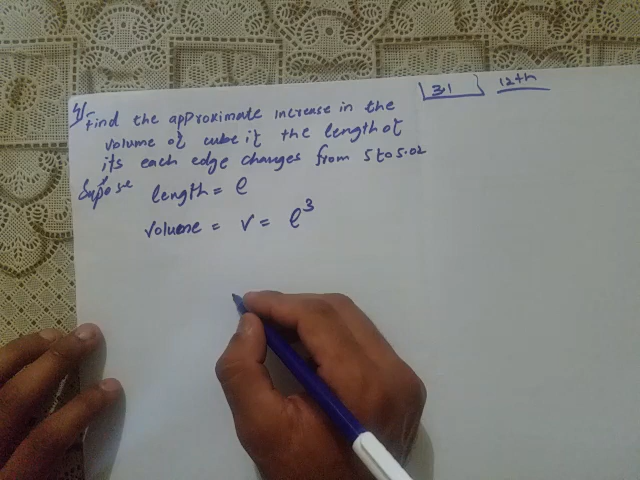 3.1 12th
4/- Find the approximate increase in the
volume of cube if the length of
its each edge changes from 5 to 5.02
Supose length = l
volume = v = l³